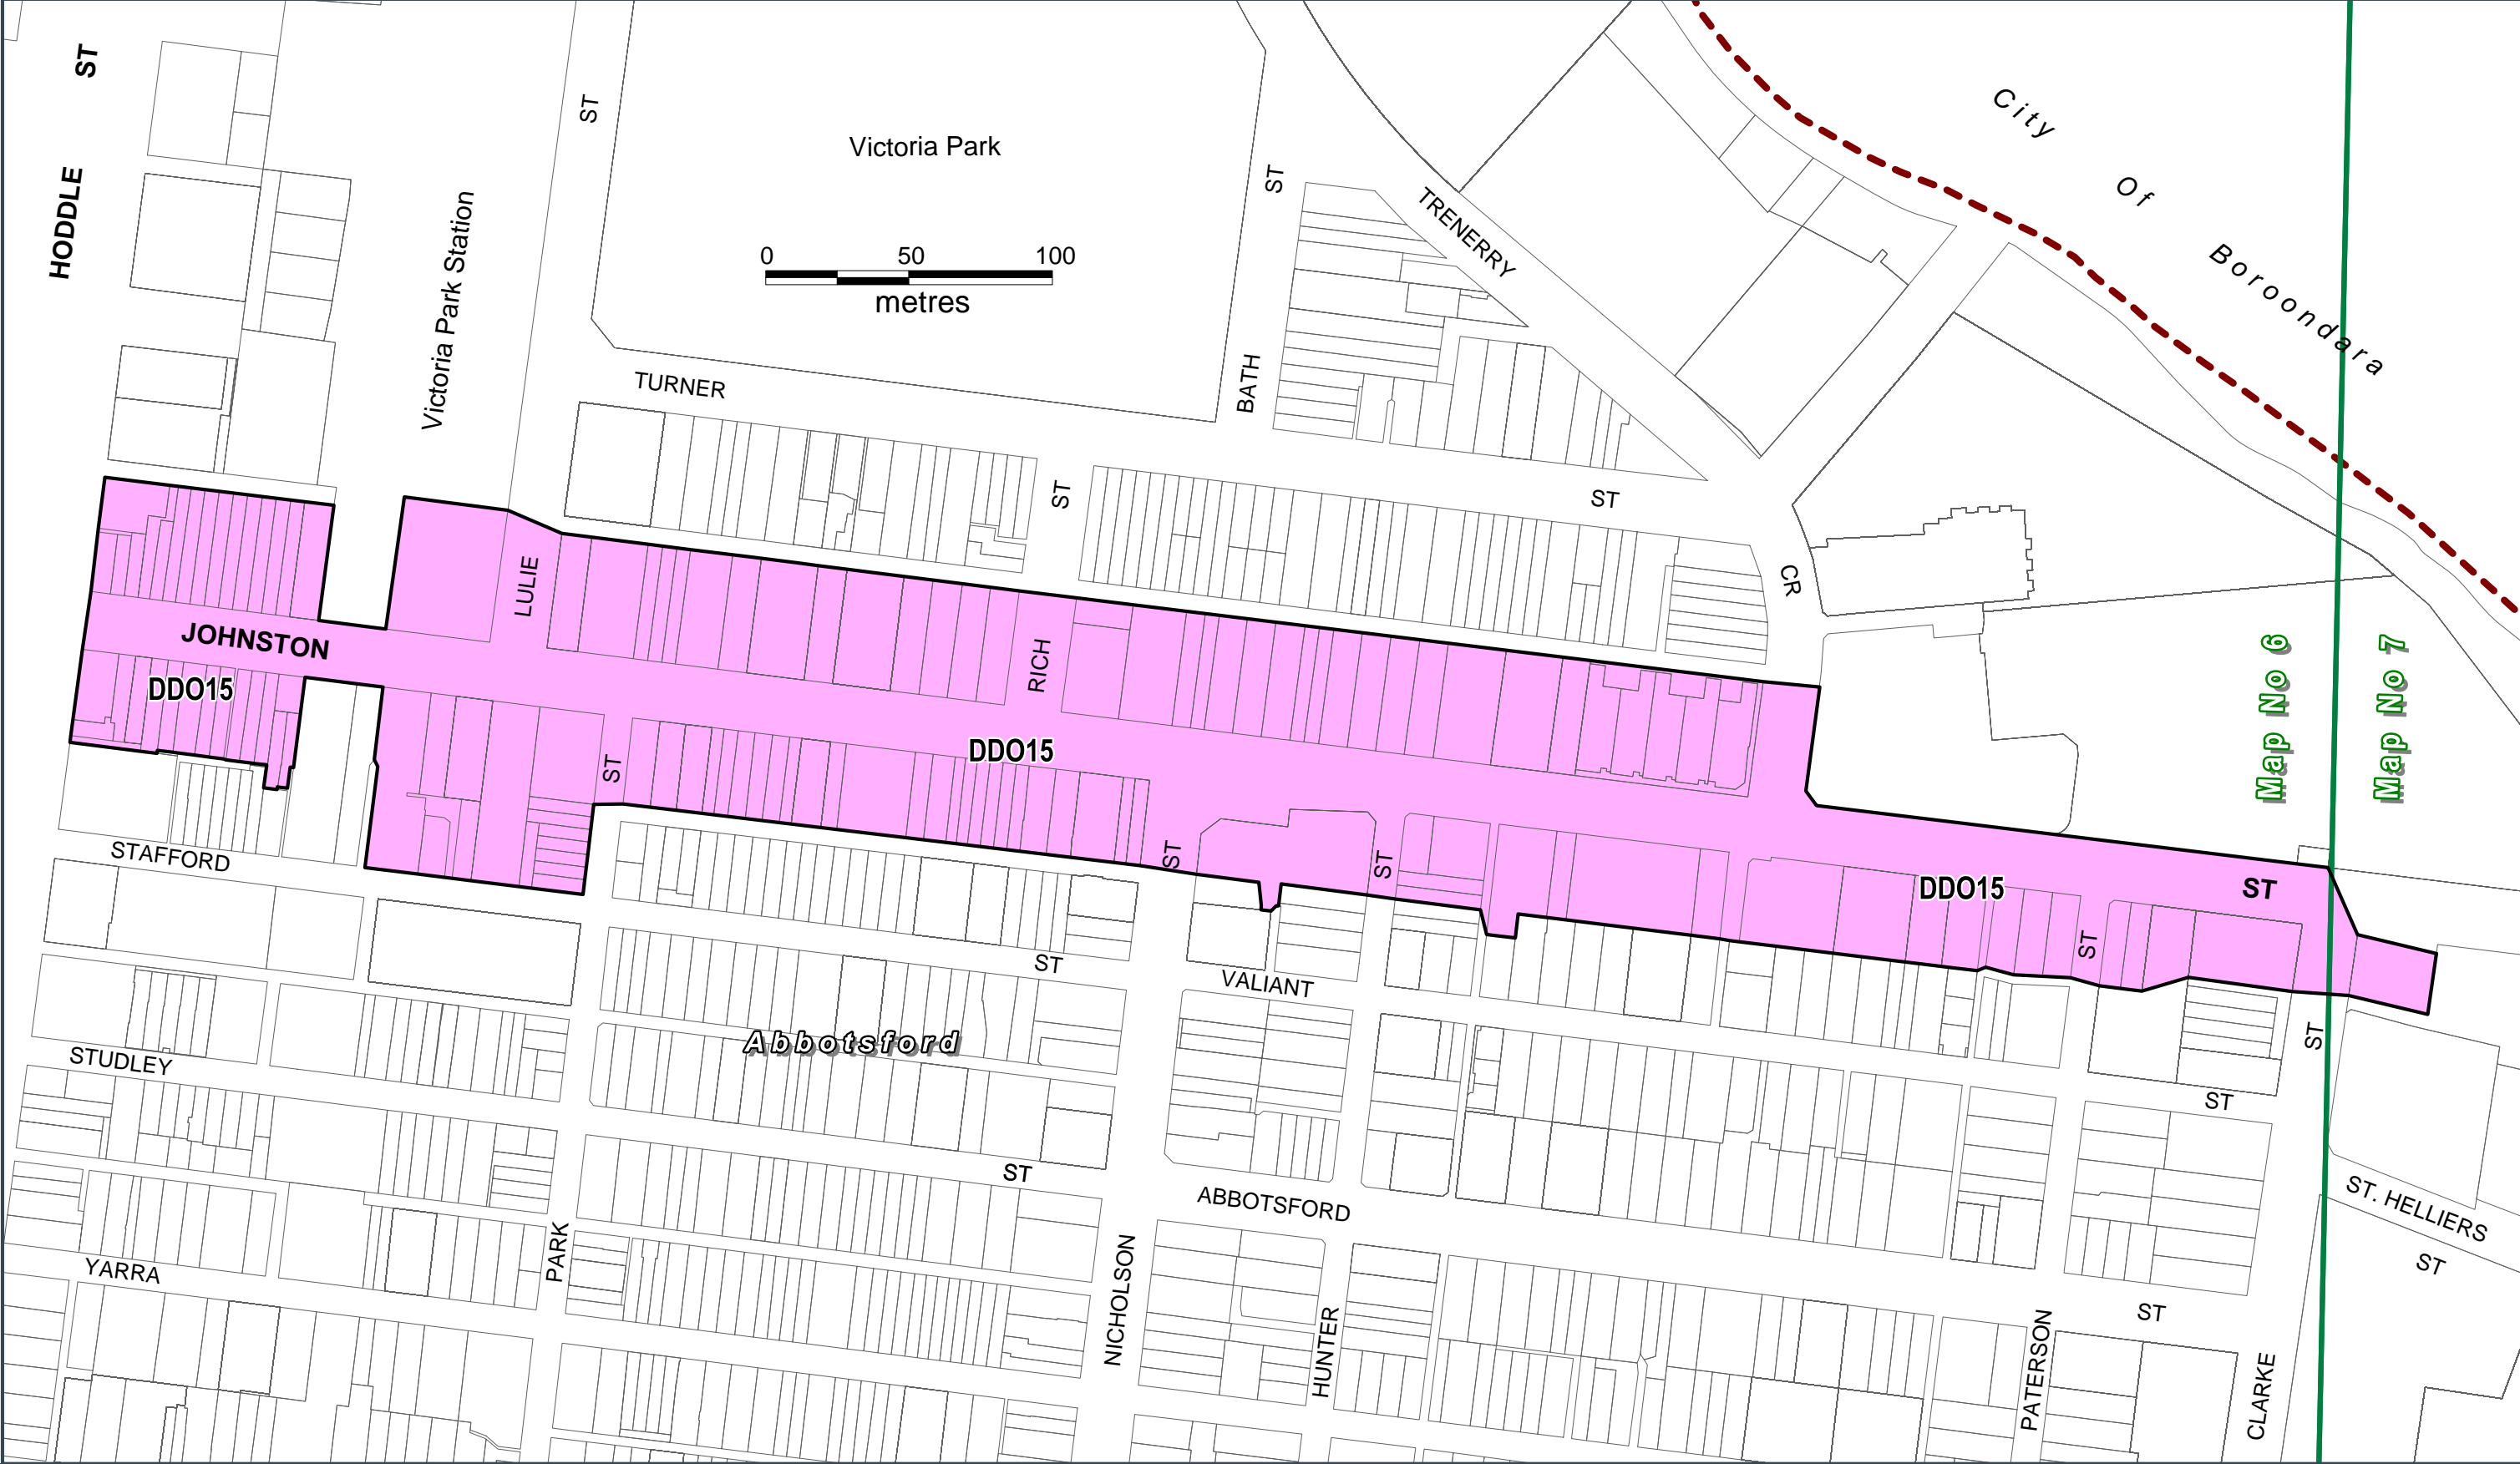 ST
HODDLE
Victoria Park Station
ST
Victoria Park
0 50 100
metres
ST
BATH
TRENERRY
City
Of
Boroondara
TURNER
ST
ST
CR
LULIE
JOHNSTON
DDO15
RICH
DDO15
ST
Map No 6
Map No 7
ST
ST
DDO15
ST
ST
STAFFORD
ST
VALIANT
ST
Abbotsford
STUDLEY
ST
ST
ABBOTSFORD
ST. HELLIERS
ST
YARRA
PARK
NICHOLSON
HUNTER
ST
PATERSON
CLARKE